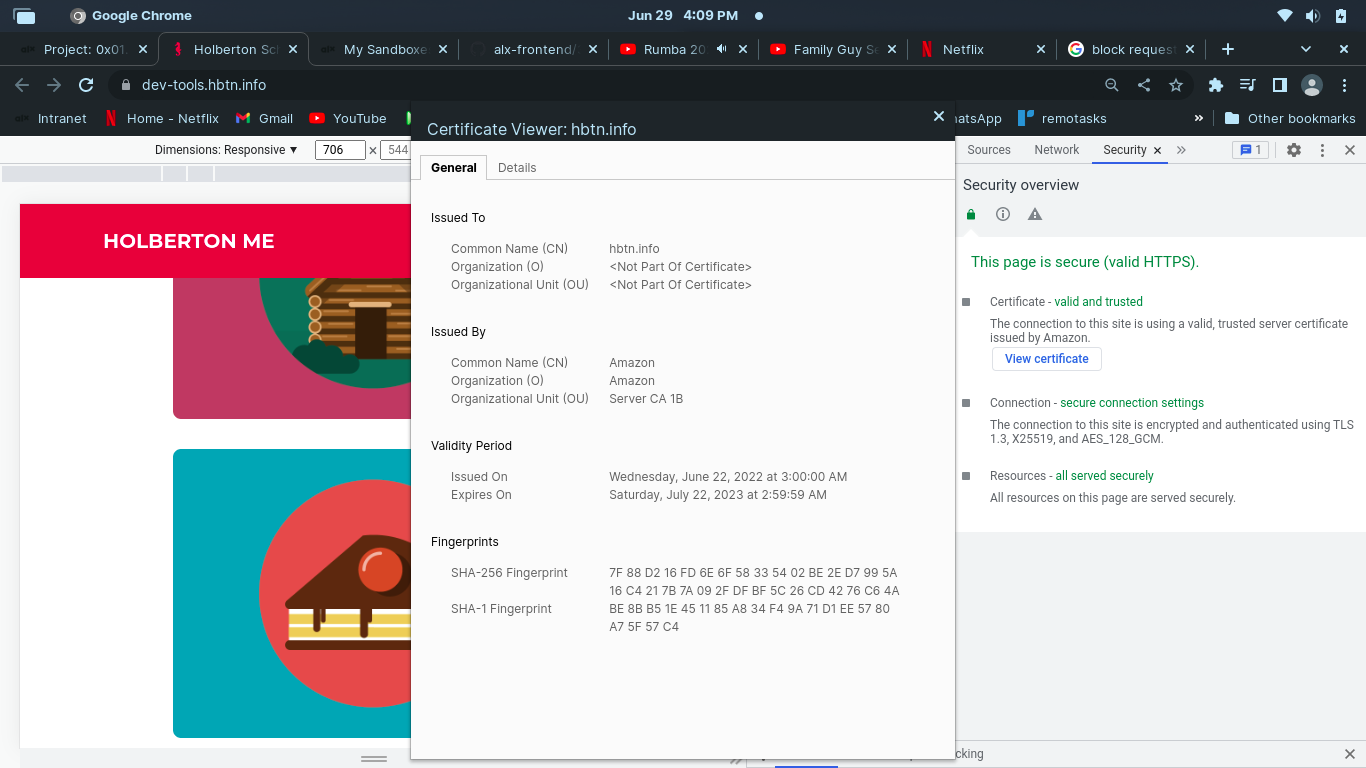 Google Chrome
Jun 29 4:09 PM
Project: 0x01
Holberton Sc
My Sandboxe
alx-frontend/
Rumba 20
Family Guy Se
Netflix
block reques
dev-tools.hbtn.info
Intranet
Home - Netflix
Gmail
YouTube
hatsApp
remotasks
»
Other bookmarks
Dimensions: Responsive ▼ 706 × 544
HOLBERTON ME
Certificate Viewer: hbtn.info
General Details
Issued To
Common Name (CN) hbtn.info
Organization (O) <Not Part Of Certificate>
Organizational Unit (OU) <Not Part Of Certificate>
Issued By
Common Name (CN) Amazon
Organization (O) Amazon
Organizational Unit (OU) Server CA 1B
Validity Period
Issued On Wednesday, June 22, 2022 at 3:00:00 AM
Expires On Saturday, July 22, 2023 at 2:59:59 AM
Fingerprints
SHA-256 Fingerprint 7F 88 D2 16 FD 6E 6F 58 33 54 02 BE 2E D7 99 5A
16 C4 21 7B 7A 09 2F DF BF 5C 26 CD 42 76 C6 4A
SHA-1 Fingerprint BE 8B B5 1E 45 11 85 A8 34 F4 9A 71 D1 EE 57 80
A7 5F 57 C4
Sources Network Security 1
Security overview
This page is secure (valid HTTPS).
Certificate - valid and trusted
The connection to this site is using a valid, trusted server certificate
issued by Amazon.
View certificate
Connection - secure connection settings
The connection to this site is encrypted and authenticated using TLS
1.3, X25519, and AES_128_GCM.
Resources - all served securely
All resources on this page are served securely.
cking